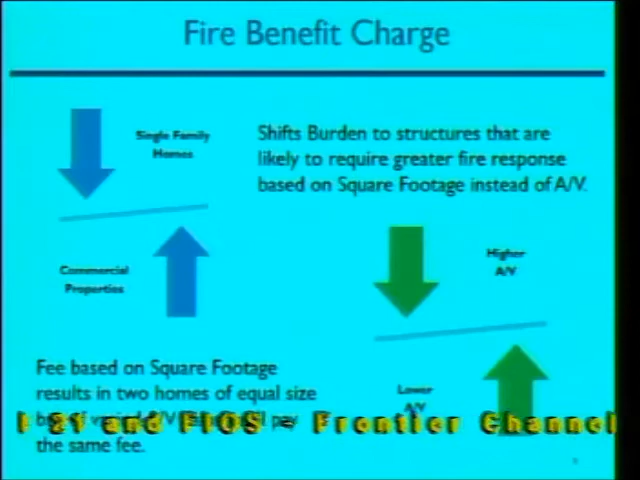 Fire Benefit Charge
Single Family
Homes
Shifts Burden to structures that are
likely to require greater fire response
based on Square Footage instead of A/V.
Commercial
Properties
Higher
A/V
Fee based on Square Footage
results in two homes of equal size
Lower
A/V
pay
21 and FIOS - Frontier Channel
the same fee.